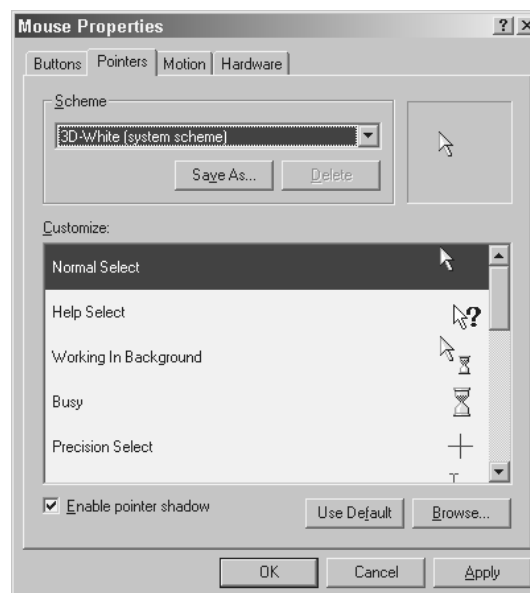 Mouse Properties
Buttons Pointers Motion Hardware
Scheme
3D-White (system scheme)
Save As... Delete
Customize:
Normal Select
Help Select
Working In Background
Busy
Precision Select
Enable pointer shadow
Use Default Browse...
OK Cancel Apply